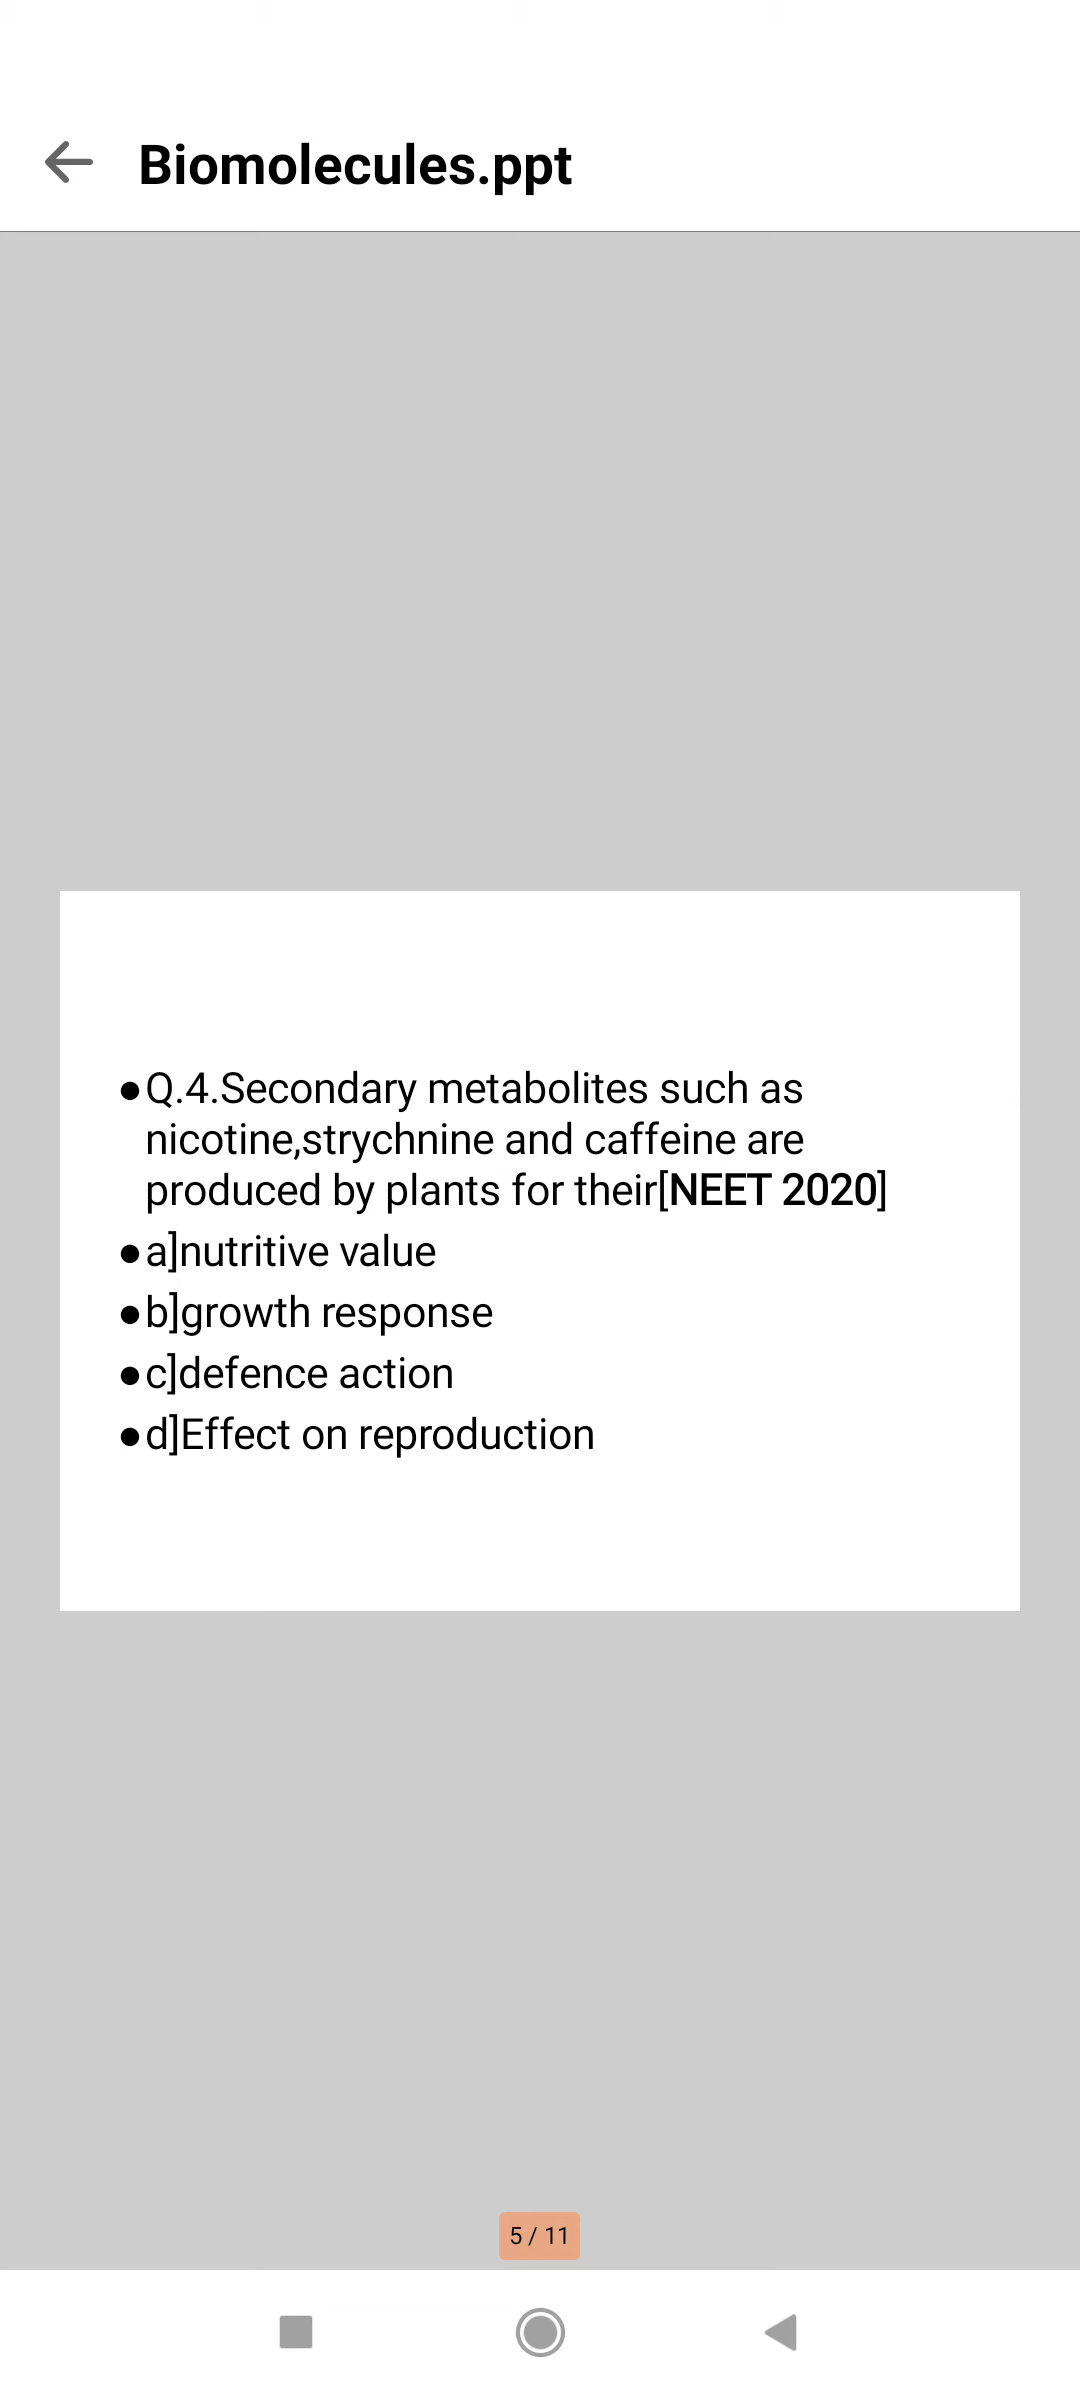 Biomolecules.ppt
●Q.4.Secondary metabolites such as
nicotine,strychnine and caffeine are
produced by plants for their[NEET 2020]
●a]nutritive value
●b]growth response
●c]defence action
●d]Effect on reproduction
5 / 11